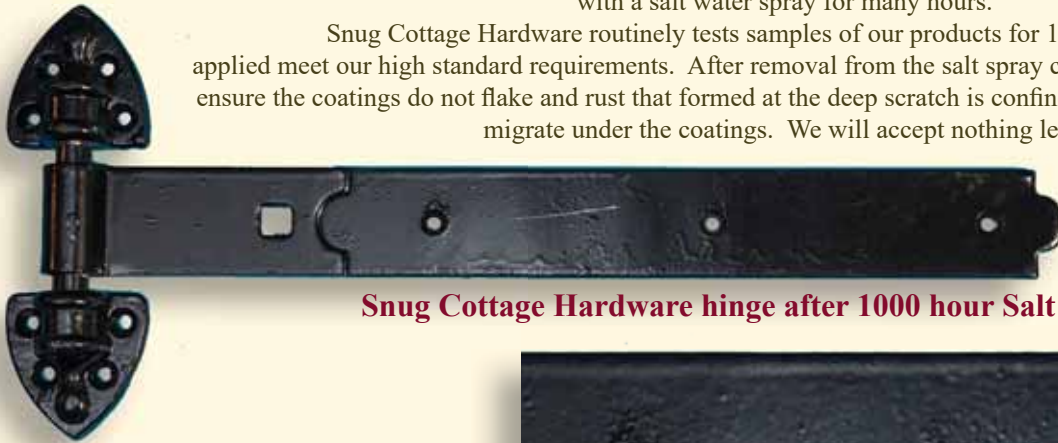 with a salt water spray for many hours.
Snug Cottage Hardware routinely tests samples of our products for
applied meet our high standard requirements. After removal from the salt spray
ensure the coatings do not flake and rust that formed at the deep scratch is
migrate under the coatings. We will accept nothing
Snug Cottage Hardware hinge after 1000 hour Salt